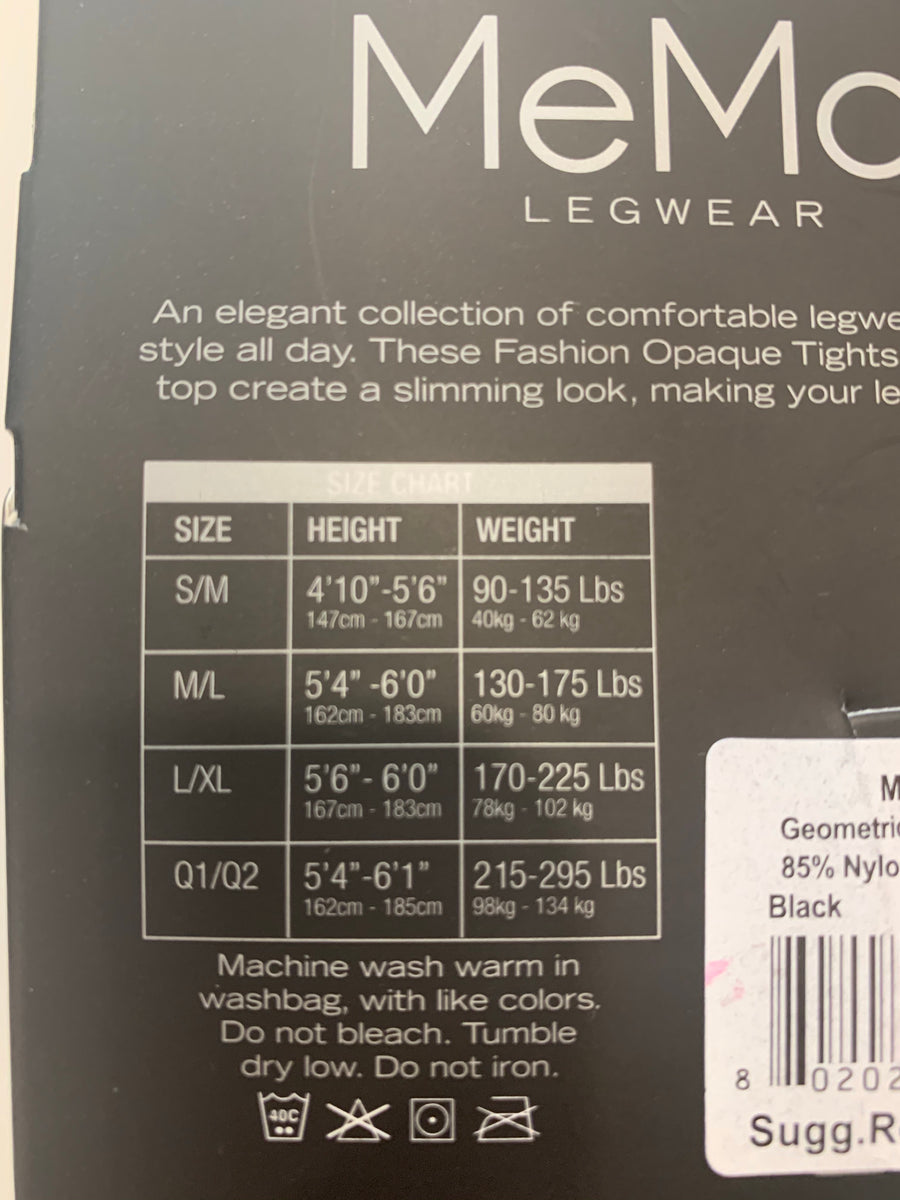 MeMo
LEGWEAR
An elegant collection of comfortable legwe
style all day. These Fashion Opaque Tights
top create a slimming look, making your le
SIZE CHART
SIZE HEIGHT WEIGHT
S/M 4'10"-5'6" 90-135 Lbs
147cm - 167cm 40kg - 62 kg
M/L 5'4" -6'0" 130-175 Lbs
162cm - 183cm 60kg - 80 kg
L/XL 5'6"- 6'0" 170-225 Lbs
167cm - 183cm 78kg - 102 kg
Q1/Q2 5'4"-6'1" 215-295 Lbs
162cm - 185cm 98kg - 134 kg
Machine wash warm in
washbag, with like colors.
Do not bleach. Tumble
dry low. Do not iron.
40C
M
Geometric
85% Nylo
Black
8 0202
Sugg.Re